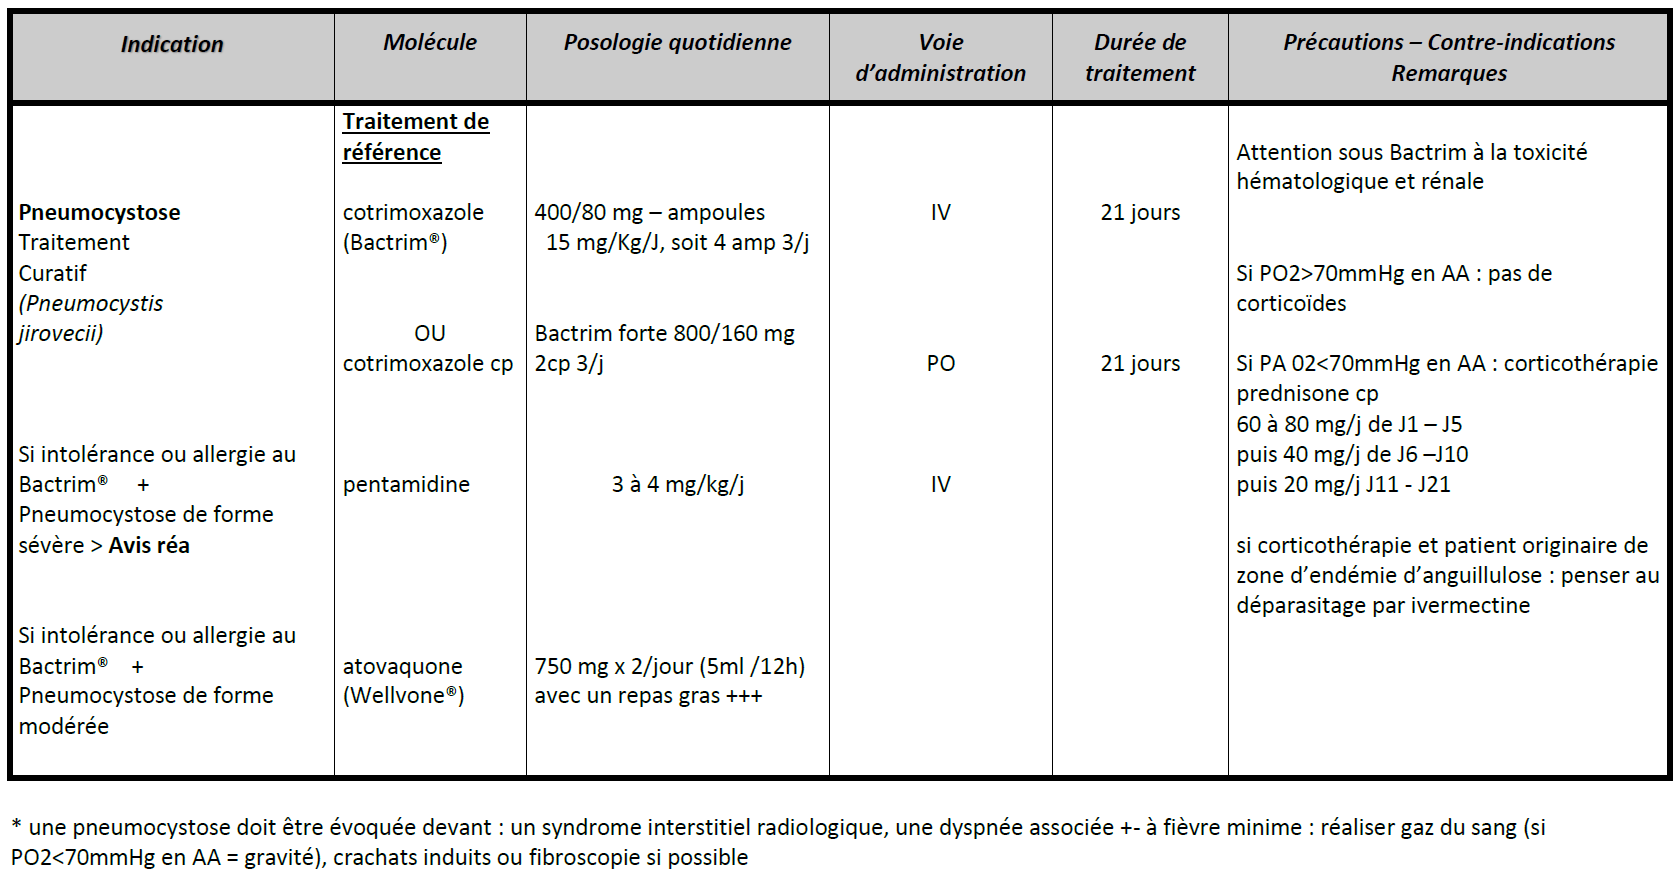 Indication
Molécule
Posologie quotidienne
Voie
d’administration
Durée de
traitement
Précautions – Contre-indications
Remarques
Pneumocystose
Traitement
Curatif
(Pneumocystis
jirovecii)
Si intolérance ou allergie au
Bactrim® +
Pneumocystose de forme
sévère > Avis réa
Si intolérance ou allergie au
Bactrim® +
Pneumocystose de forme
modérée
Traitement de
référence
cotrimoxazole
(Bactrim®)
OU
cotrimoxazole cp
pentamidine
atovaquone
(Wellvone®)
400/80 mg – ampoules
15 mg/Kg/J, soit 4 amp 3/j
Bactrim forte 800/160 mg
2cp 3/j
3 à 4 mg/kg/j
750 mg x 2/jour (5ml /12h)
avec un repas gras +++
IV
PO
IV
21 jours
21 jours
Attention sous Bactrim à la toxicité
hématologique et rénale
Si PO2>70mmHg en AA : pas de
corticoïdes
Si PA 02<70mmHg en AA : corticothérapie
prednisone cp
60 à 80 mg/j de J1 – J5
puis 40 mg/j de J6 –J10
puis 20 mg/j J11 - J21
si corticothérapie et patient originaire de
zone d’endémie d’anguillulose : penser au
déparasitage par ivermectine
* une pneumocystose doit être évoquée devant : un syndrome interstitiel radiologique, une dyspnée associée +- à fièvre minime : réaliser gaz du sang (si
PO2<70mmHg en AA = gravité), crachats induits ou fibroscopie si possible